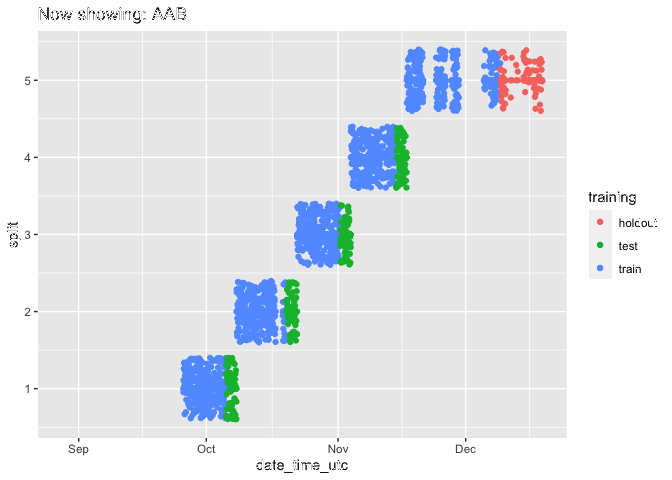 Now showing: AAB
split
5
4
3
2
1
Sep Oct Nov Dec
date_time_utc
training
holdout
test
train